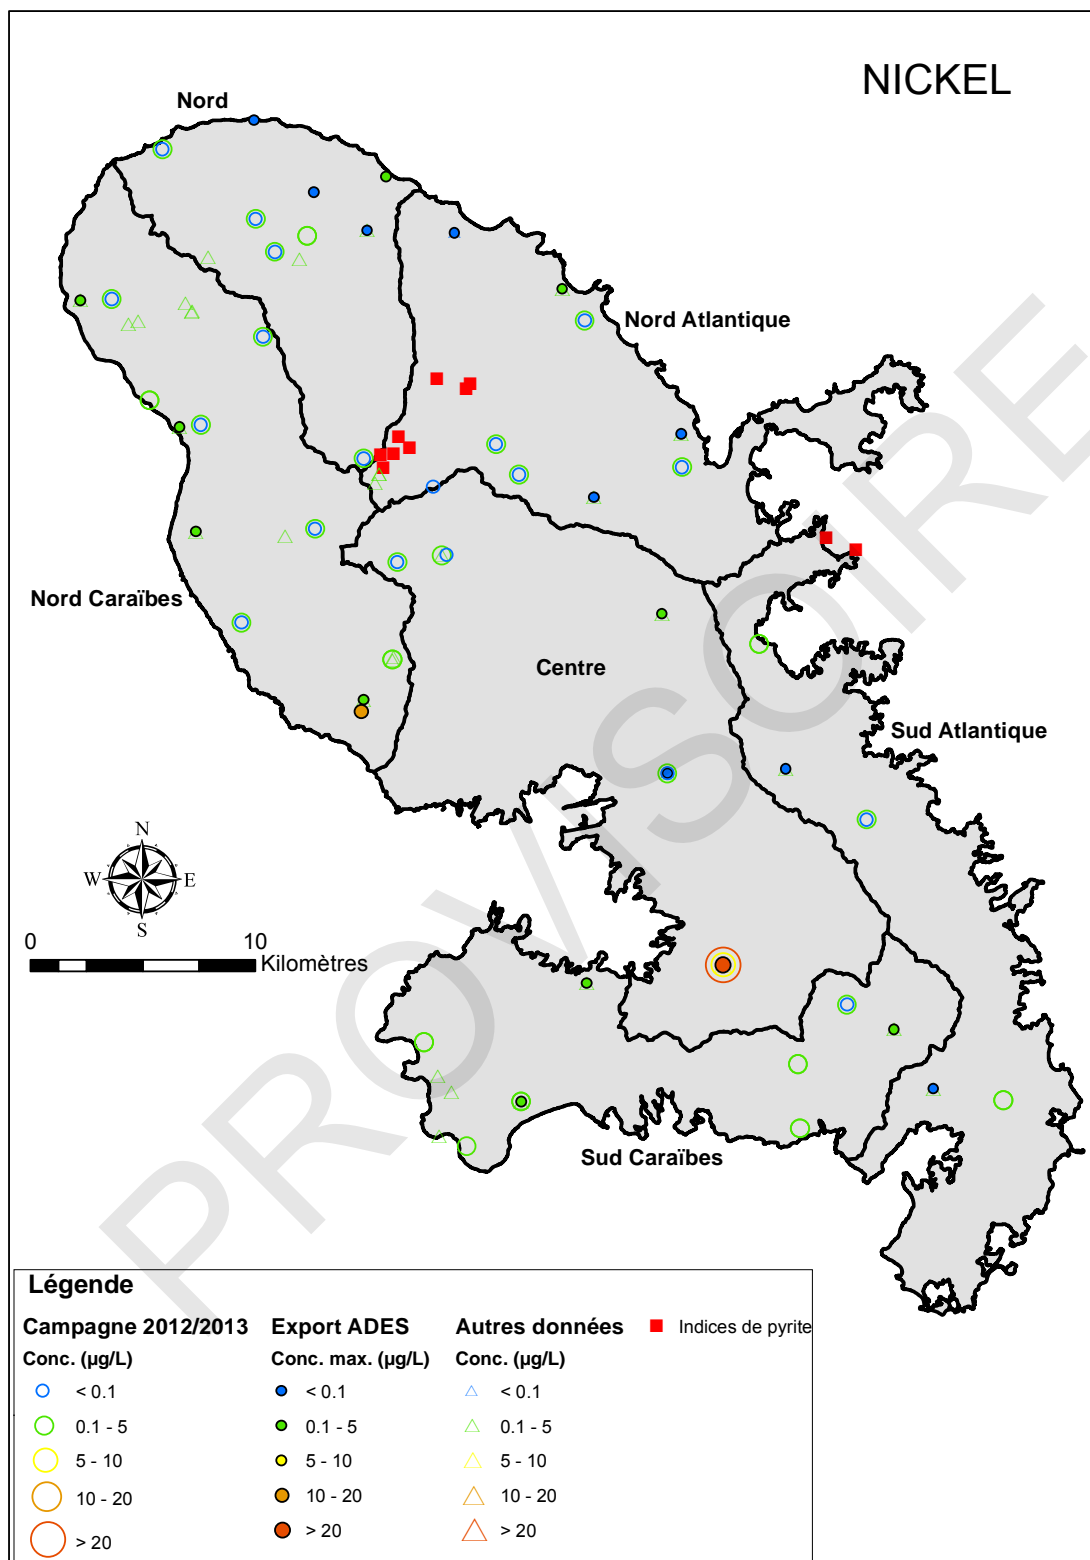 NICKEL
Nord
Nord Atlantique
Nord Caraïbes
Centre
Sud Atlantique
N
W E
S
0 10
Kilomètres
Sud Caraïbes
PROVISOIRE
Légende
Campagne 2012/2013 Export ADES Autres données Indices de pyrite
Conc. (µg/L) Conc. max. (µg/L) Conc. (µg/L)
< 0.1 < 0.1 < 0.1
0.1 - 5 0.1 - 5 0.1 - 5
5 - 10 5 - 10 5 - 10
10 - 20 10 - 20 10 - 20
> 20 > 20 > 20